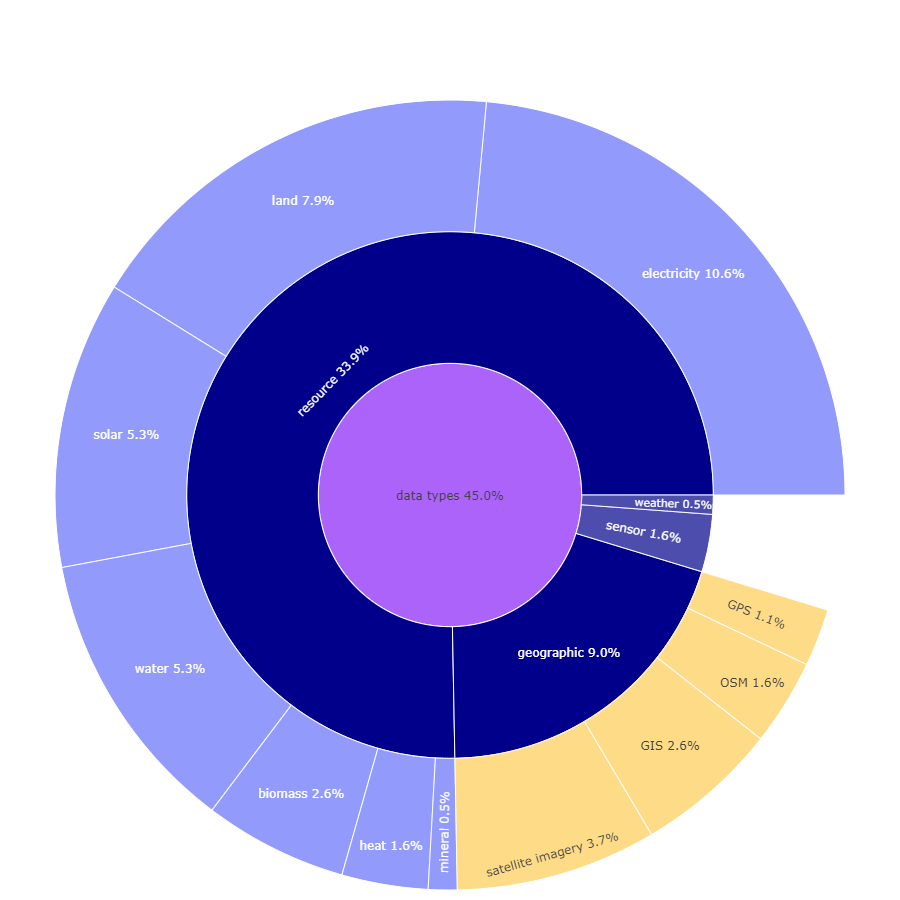 land 7.9%
electricity 10.6%
resource 33.9%
solar 5.3%
data types 45.0%
weather 0.5%
sensor 1.6%
GPS 1.1%
geographic 9.0%
water 5.3%
OSM 1.6%
GIS 2.6%
biomass 2.6%
heat 1.6%
mineral 0.5%
satellite imagery 3.7%